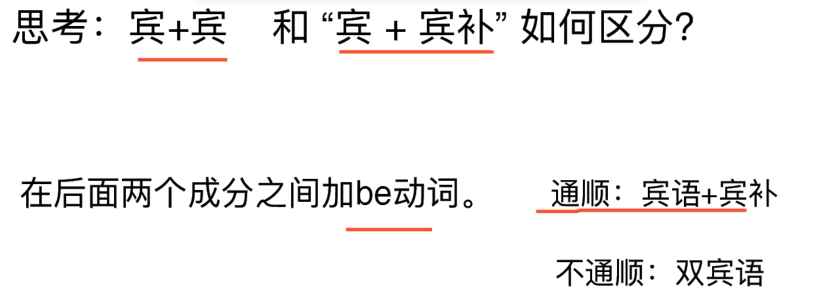 思考：宾+宾 和 “宾 + 宾补” 如何区分？
在后面两个成分之间加be动词。 通顺：宾语+宾补
不通顺：双宾语